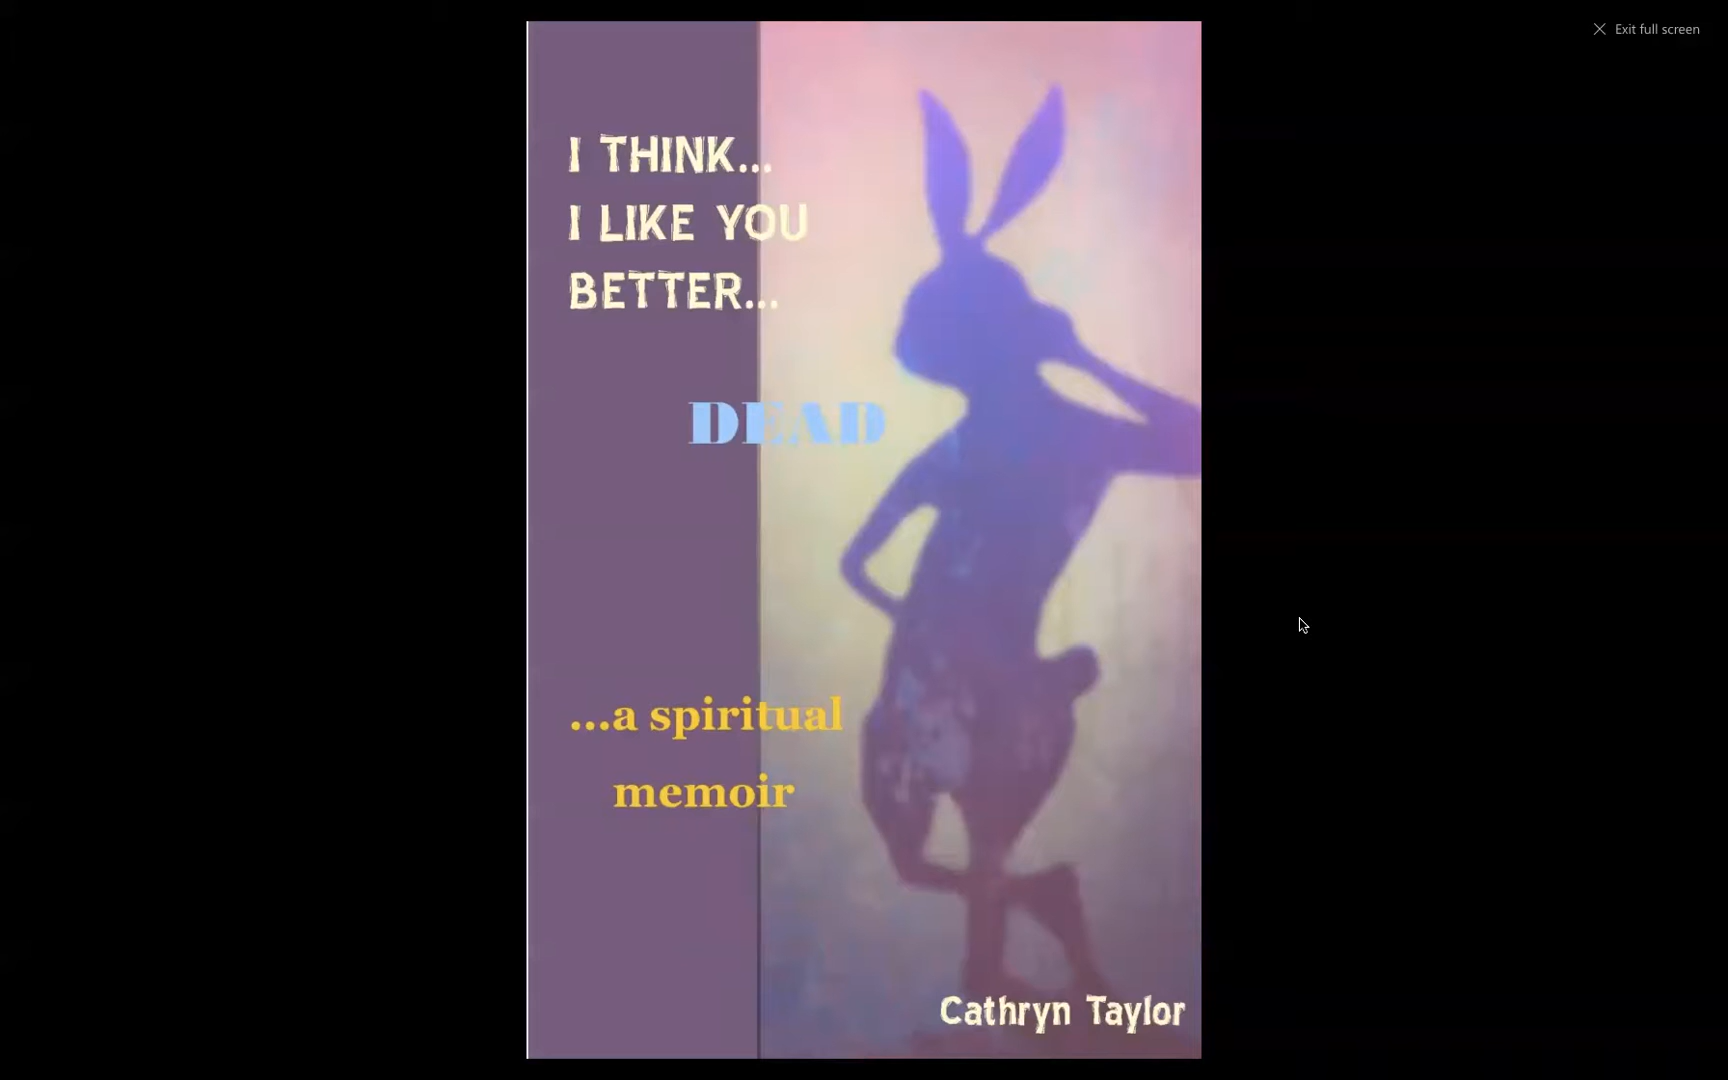 Exit full screen
I THINK...
I LIKE YOU
BETTER...
DEAD
...a spiritual
memoir
Cathryn Taylor